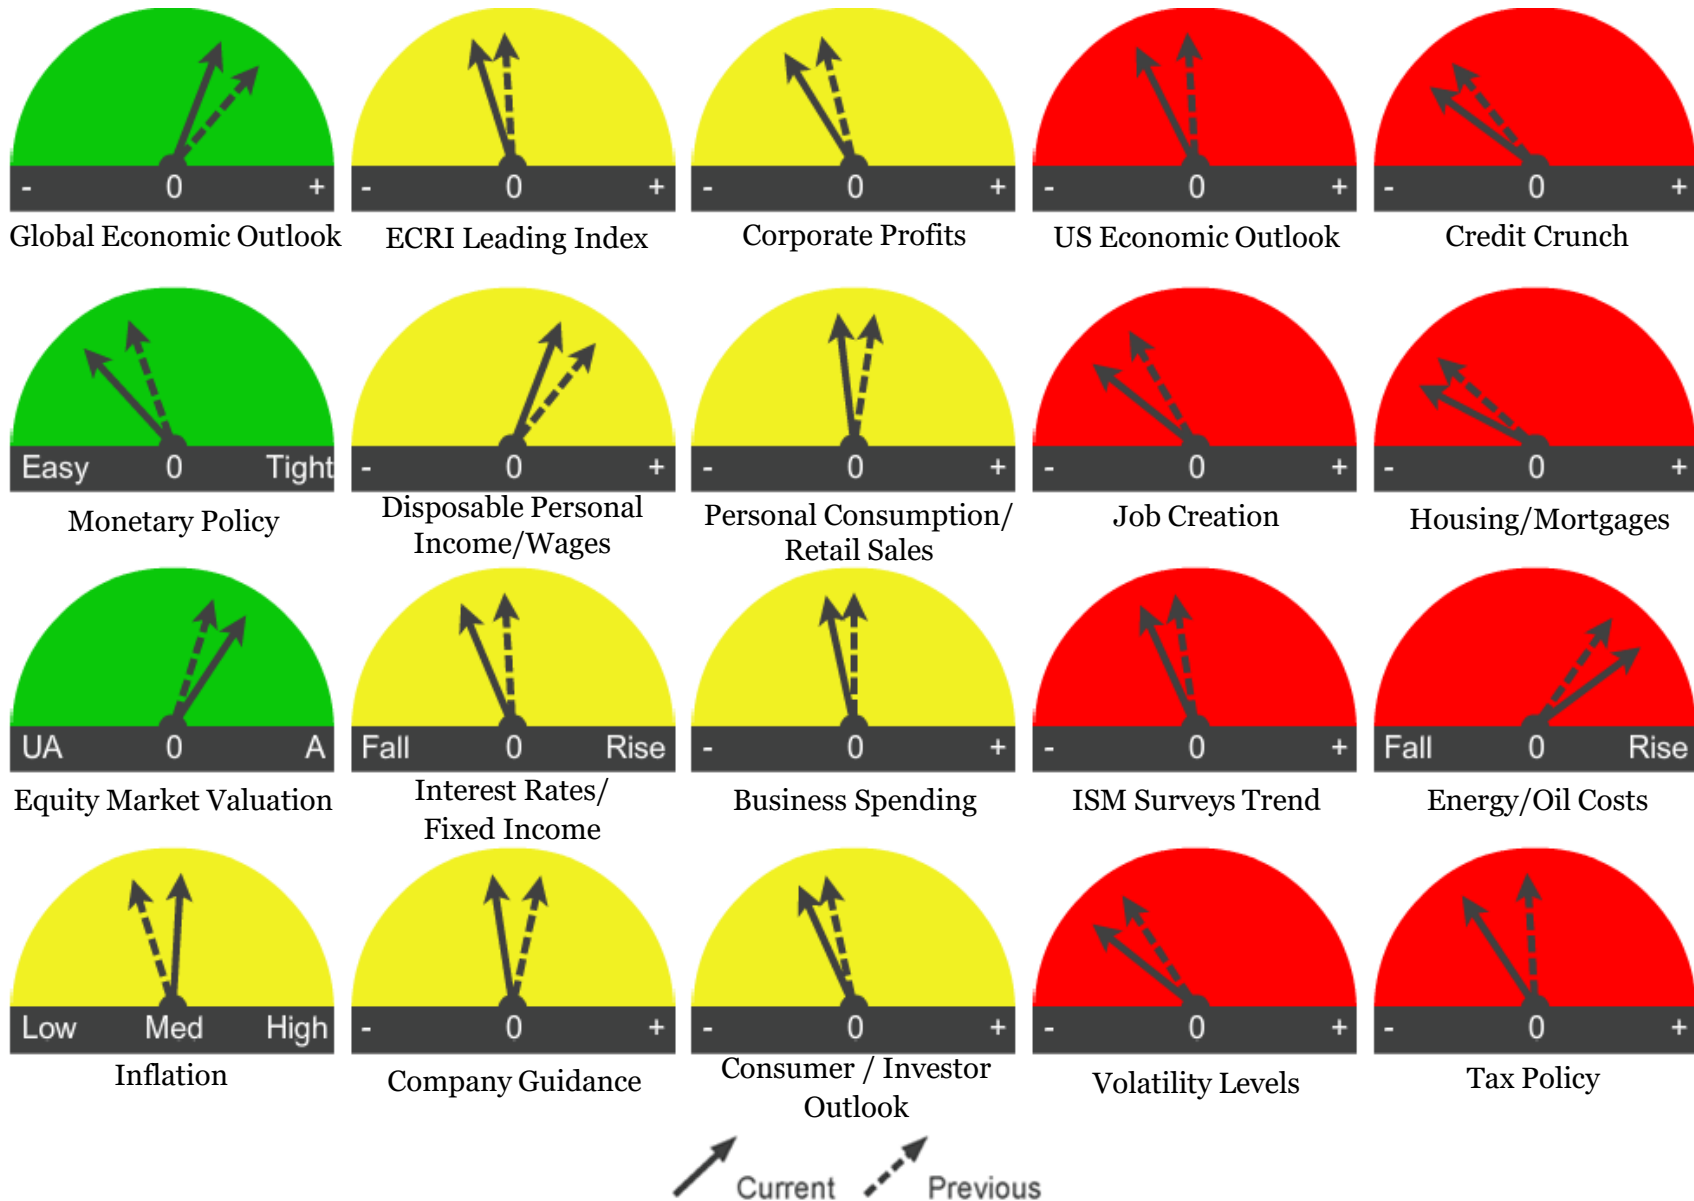 - 0 +
Global Economic Outlook
- 0 +
ECRI Leading Index
- 0 +
Corporate Profits
- 0 +
US Economic Outlook
- 0 +
Credit Crunch
Easy 0 Tight
Monetary Policy
- 0 +
Disposable Personal
Income/Wages
- 0 +
Personal Consumption/
Retail Sales
- 0 +
Job Creation
- 0 +
Housing/Mortgages
UA 0 A
Equity Market Valuation
Fall 0 Rise
Interest Rates/
Fixed Income
- 0 +
Business Spending
- 0 +
ISM Surveys Trend
Fall 0 Rise
Energy/Oil Costs
Low Med High
Inflation
- 0 +
Company Guidance
- 0 +
Consumer / Investor
Outlook
- 0 +
Volatility Levels
- 0 +
Tax Policy
Current Previous